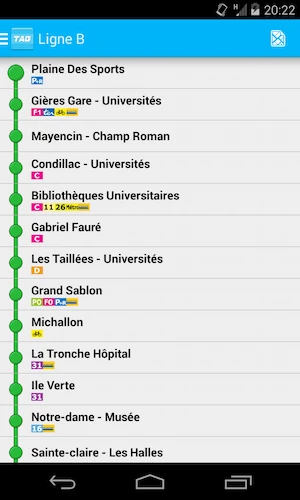 H 20:22
TAG Ligne B
Plaine Des Sports
P+R
Gières Gare - Universités
F1
Mayencin - Champ Roman
Condillac - Universités
C
Bibliothèques Universitaires
C 11 26 Métro
Gabriel Fauré
C
Les Taillées - Universités
D
Grand Sablon
PO FO P+R
Michallon
La Tronche Hôpital
31
Ile Verte
31
Notre-dame - Musée
16
Sainte-claire - Les Halles